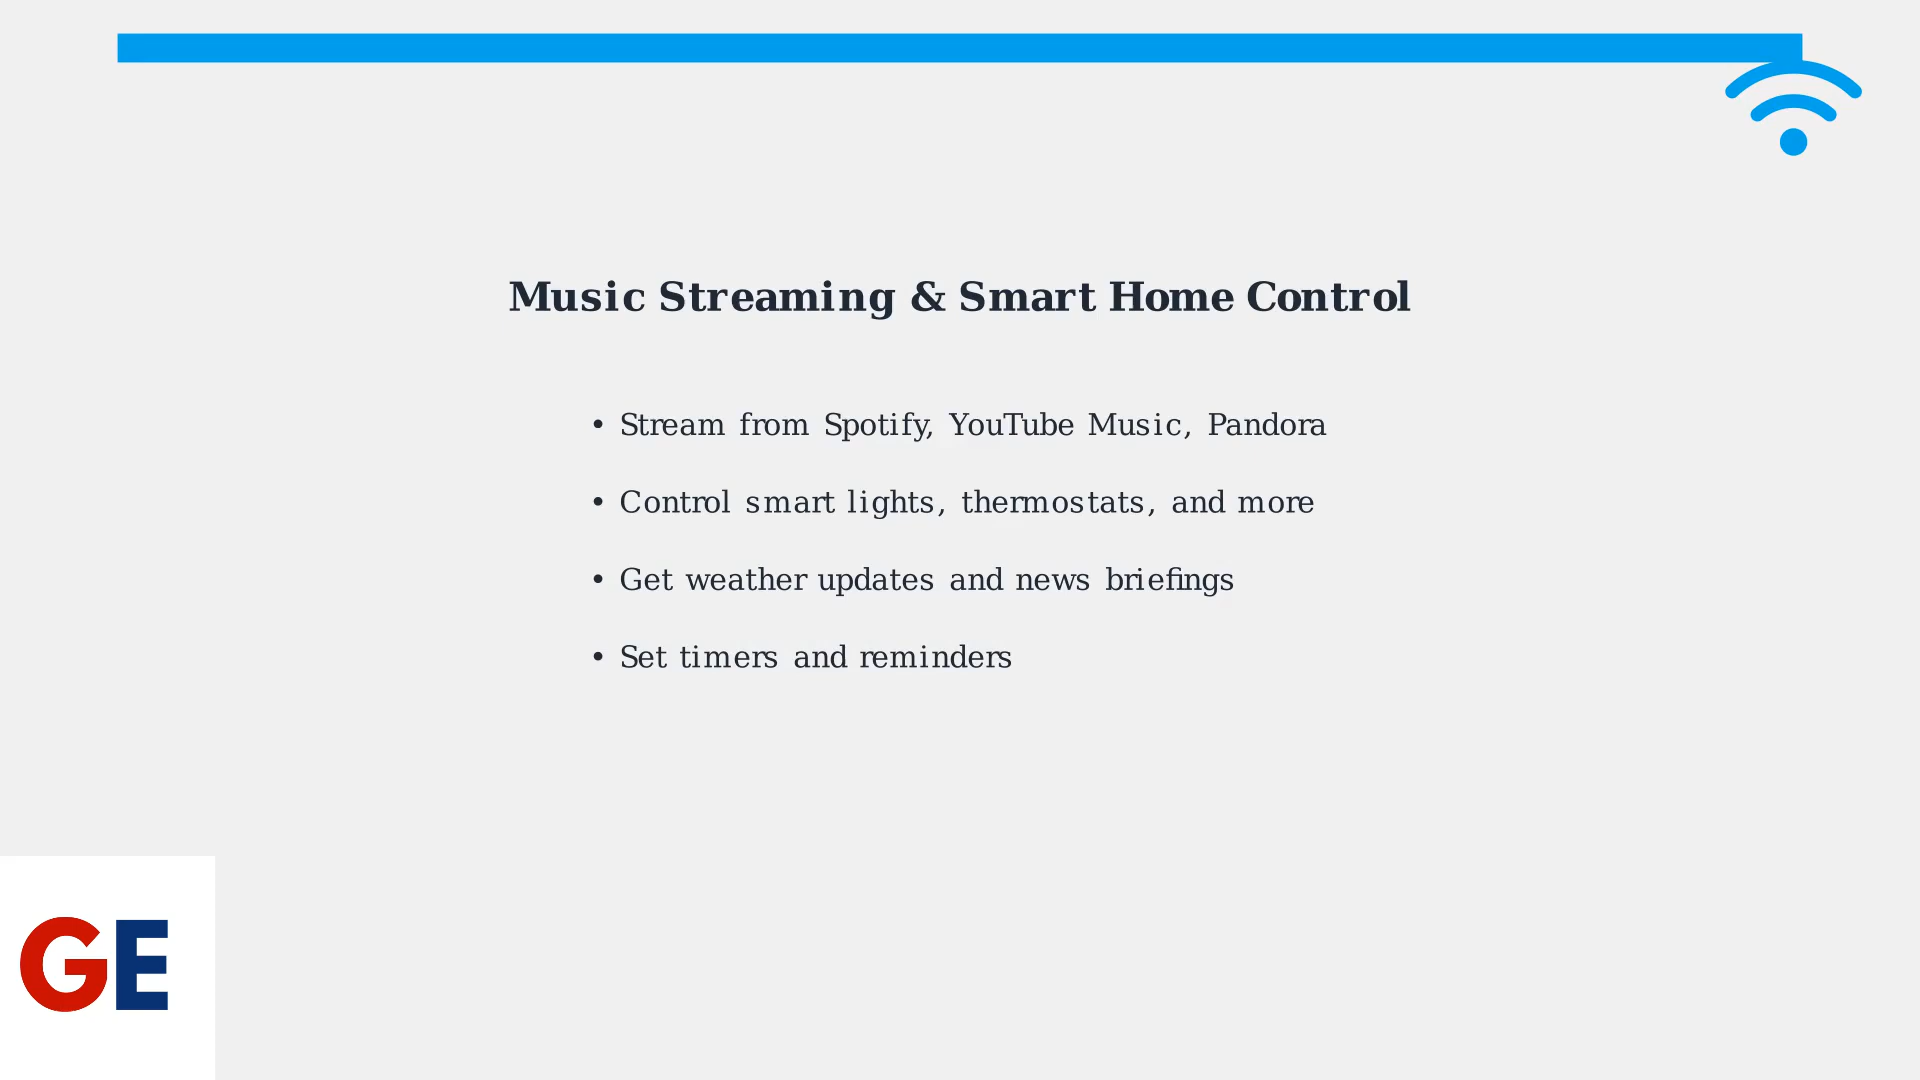 Music Streaming & Smart Home Control
• Stream from Spotify, YouTube Music, Pandora
• Control smart lights, thermostats, and more
• Get weather updates and news briefings
• Set timers and reminders
GE